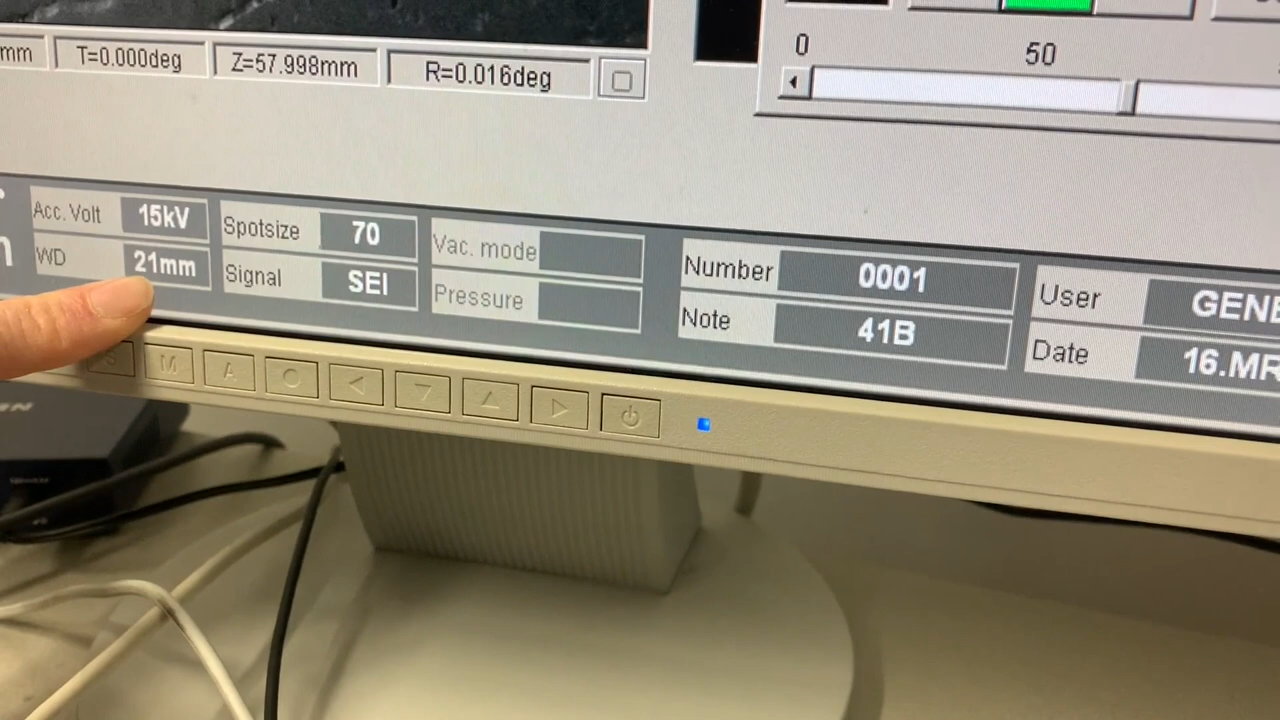 mm T=0.000deg Z=57.998mm R=0.016deg
0 50
Acc. Volt 15kV Spotsize 70 Vac. mode Number 0001 User GENE
WD 21mm Signal SEI Pressure Note 41B Date 16.MR
M A